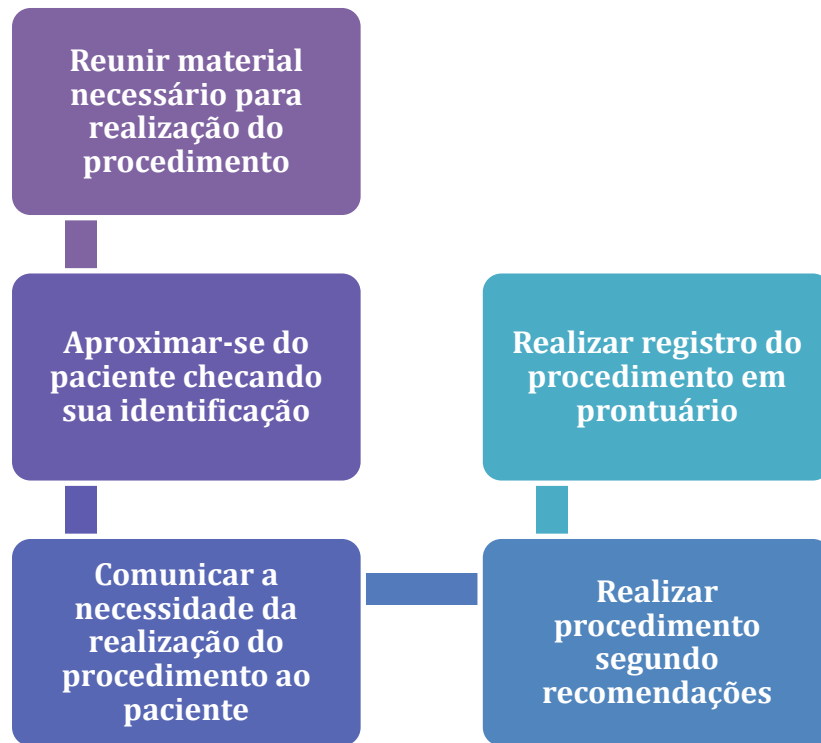 Reunir material
necessário para
realização do
procedimento
Aproximar-se do
paciente checando
sua identificação
Comunicar a
necessidade da
realização do
procedimento ao
paciente
Realizar
procedimento
segundo
recomendações
Realizar registro do
procedimento em
prontuário